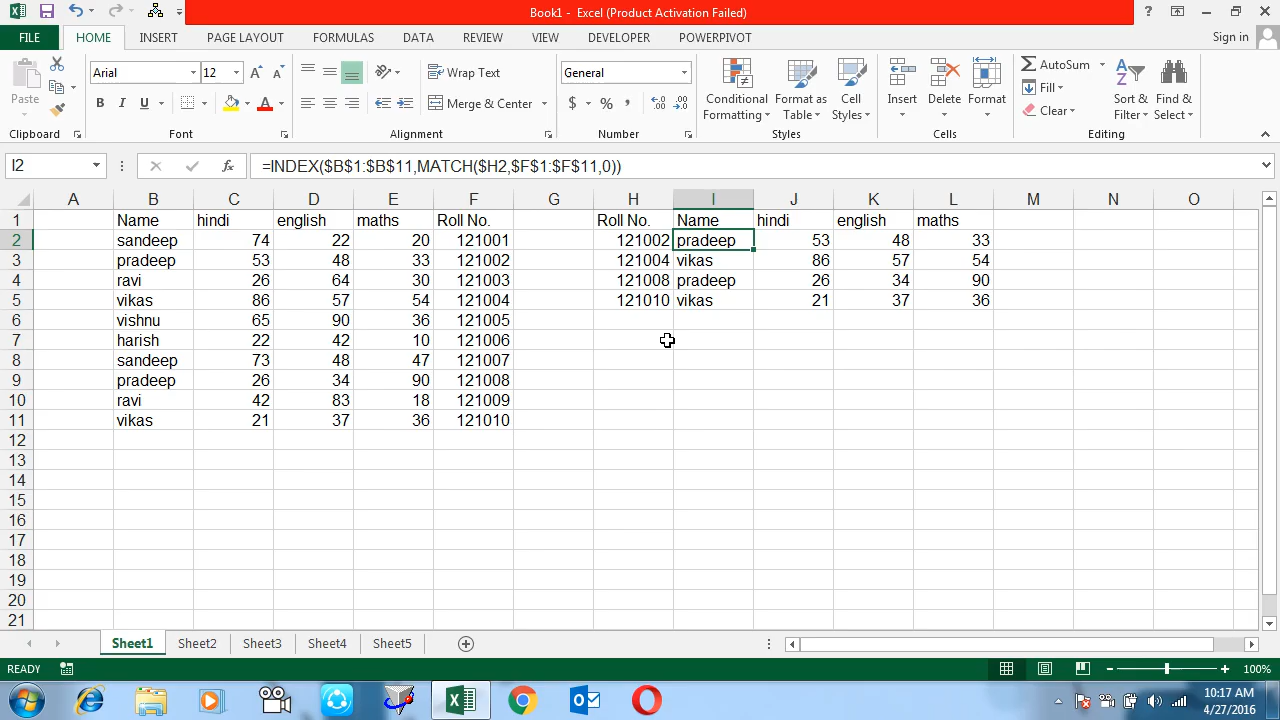 Book1 - Excel (Product Activation Failed)
FILE HOME INSERT PAGE LAYOUT FORMULAS DATA REVIEW VIEW DEVELOPER POWERPIVOT Sign in
Paste
Arial 12
B I U A
Wrap Text
Merge & Center
General
$ % ,
Conditional Formatting
Format as Table
Cell Styles
Insert Delete Format
AutoSum
Fill
Clear
Sort & Filter
Find & Select
Clipboard Font Alignment Number Styles Cells Editing
I2 =INDEX($B$1:$B$11,MATCH($H2,$F$1:$F$11,0))
A B C D E F G H I J K L M N O
1 Name hindi english maths Roll No. Roll No. Name hindi english maths
2 sandeep 74 22 20 121001 121002 pradeep 53 48 33
3 pradeep 53 48 33 121002 121004 vikas 86 57 54
4 ravi 26 64 30 121003 121008 pradeep 26 34 90
5 vikas 86 57 54 121004 121010 vikas 21 37 36
6 vishnu 65 90 36 121005
7 harish 22 42 10 121006
8 sandeep 73 48 47 121007
9 pradeep 26 34 90 121008
10 ravi 42 83 18 121009
11 vikas 21 37 36 121010
12
13
14
15
16
17
18
19
20
21
Sheet1 Sheet2 Sheet3 Sheet4 Sheet5
READY 100%
10:17 AM
4/27/2016